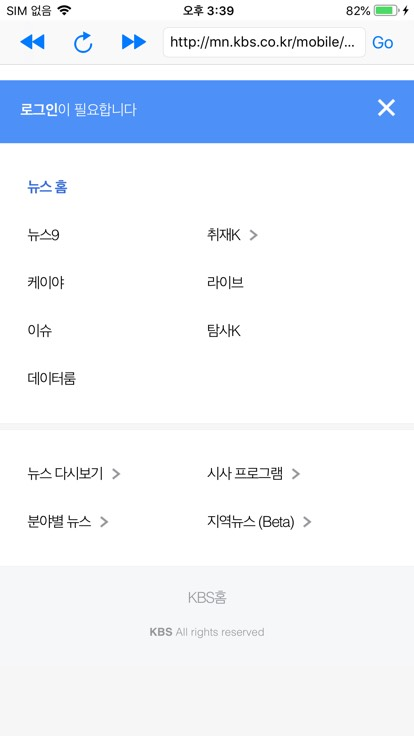 SIM 없음 오후 3:39 82%
http://mn.kbs.co.kr/mobile/... Go
로그인이 필요합니다
뉴스 홈
뉴스9 취재K
케이야 라이브
이슈 탐사K
데이터룸
뉴스 다시보기 시사 프로그램
분야별 뉴스 지역뉴스 (Beta)
KBS홈
KBS All rights reserved